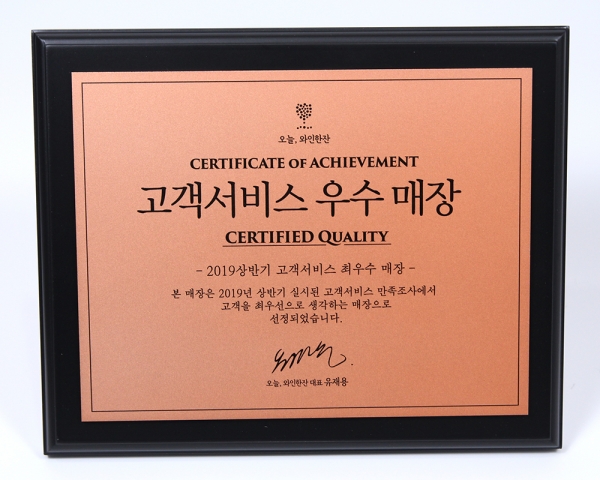 오늘, 와인한잔
CERTIFICATE OF ACHIEVEMENT
고객서비스 우수 매장
CERTIFIED QUALITY
– 2019상반기 고객서비스 최우수 매장 –
본 매장은 2019년 상반기 실시된 고객서비스 만족조사에서
고객을 최우선으로 생각하는 매장으로
선정되었습니다.
오늘, 와인한잔 대표 유재용